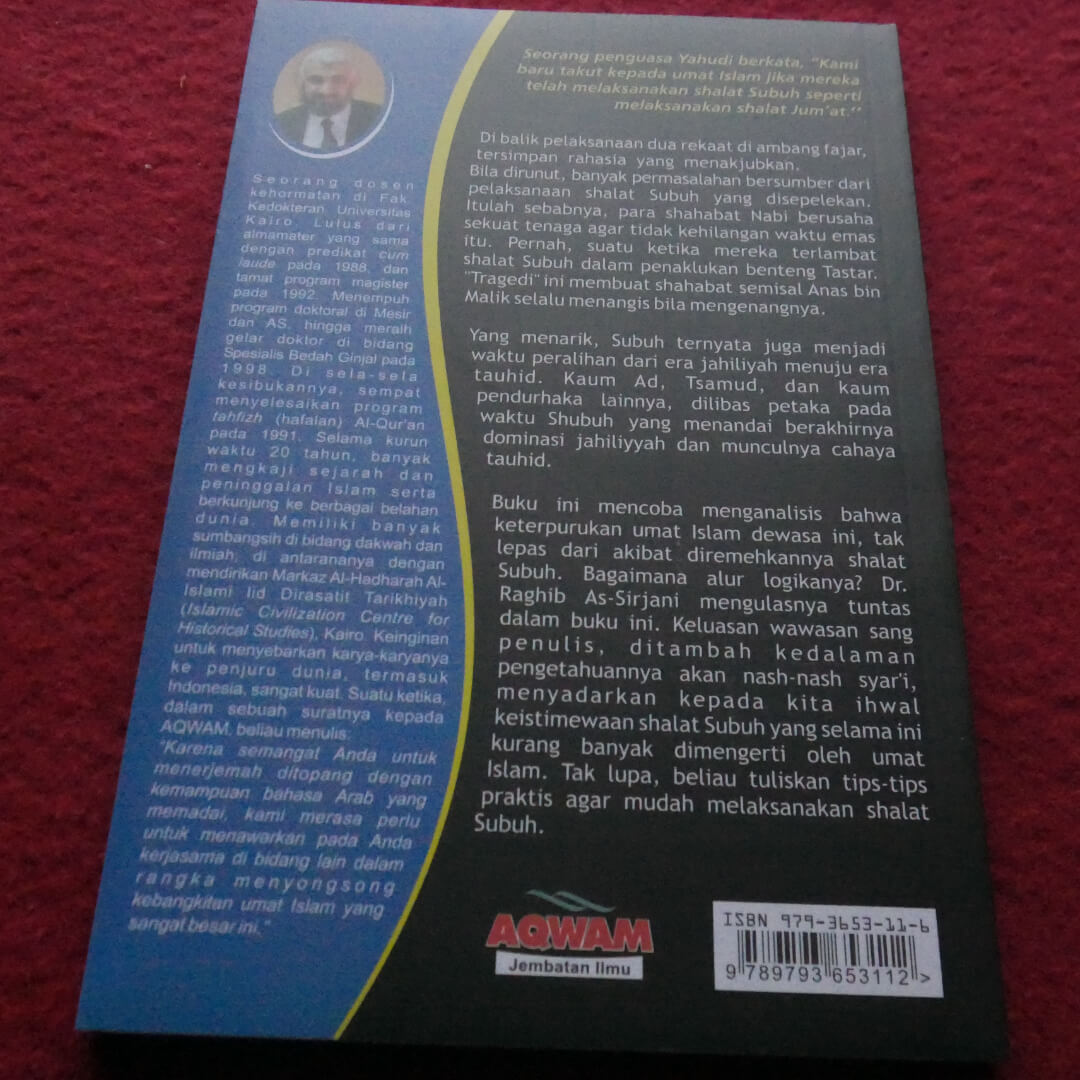 Seorang dosen
kehormatan di Fak
Kedokteran Universitas
Kairo. Lulus dari
almamater yang sama
dengan predikat cum
laude pada 1988, dan
tamat program magister
pada 1992. Menempuh
program doktoral di Mesir
dan AS, hingga meraih
gelar doktor di bidang
Spesialis Bedah Ginjal pada
1998. Di sela-sela
kesibukannya, sempat
menyelesaikan program
tahfizh (hafalan) Al-Qur'an
pada 1991. Selama kurun
waktu 20 tahun, banyak
mengkaji sejarah dan
peninggalan Islam serta
berkunjung ke berbagai belahan
dunia. Memiliki banyak
sumbangsih di bidang dakwah dan
ilmiah, di antarananya dengan
mendirikan Markaz Al-Hadharah Al-
Islami lid Dirasatit Tarikhiyah
(Islamic Civilization Centre for
Historical Studies), Kairo. Keinginan
untuk menyebarkan karya-karyanya
ke penjuru dunia, termasuk
Indonesia, sangat kuat. Suatu ketika,
dalam sebuah suratnya kepada
AQWAM, beliau menulis:
"Karena semangat Anda untuk
menerjemah ditopang dengan
kemampuan bahasa Arab yang
memadai, kami merasa perlu
untuk menawarkan pada Anda
kerjasama di bidang lain dalam
rangka menyongsong
kebangkitan umat Islam yang
sangat besar ini."
Seorang penguasa Yahudi berkata, "Kami
baru takut kepada umat Islam jika mereka
telah melaksanakan shalat Subuh seperti
melaksanakan shalat Jum'at."
Di balik pelaksanaan dua rekaat di ambang fajar,
tersimpan rahasia yang menakjubkan.
Bila dirunut, banyak permasalahan bersumber dari
pelaksanaan shalat Subuh yang disepelekan.
Itulah sebabnya, para shahabat Nabi berusaha
sekuat tenaga agar tidak kehilangan waktu emas
itu. Pernah, suatu ketika mereka terlambat
shalat Subuh dalam penaklukan benteng Tastar.
"Tragedi" ini membuat shahabat semisal Anas bin
Malik selalu menangis bila mengenangnya.
Yang menarik, Subuh ternyata juga menjadi
waktu peralihan dari era jahiliyah menuju era
tauhid. Kaum Ad, Tsamud, dan kaum
pendurhaka lainnya, dilibas petaka pada
waktu Shubuh yang menandai berakhirnya
dominasi jahiliyyah dan munculnya cahaya
tauhid.
Buku ini mencoba menganalisis bahwa
keterpurukan umat Islam dewasa ini, tak
lepas dari akibat diremehkannya shalat
Subuh. Bagaimana alur logikanya? Dr.
Raghib As-Sirjani mengulasnya tuntas
dalam buku ini. Keluasan wawasan sang
penulis, ditambah kedalaman
pengetahuannya akan nash-nash syar'i,
menyadarkan kepada kita ihwal
keistimewaan shalat Subuh yang selama ini
kurang banyak dimengerti oleh umat
Islam. Tak lupa, beliau tuliskan tips-tips
praktis agar mudah melaksanakan shalat
Subuh.
AQWAM
Jembatan Ilmu
ISBN 979-3653-11-6
9 789793 653112 >